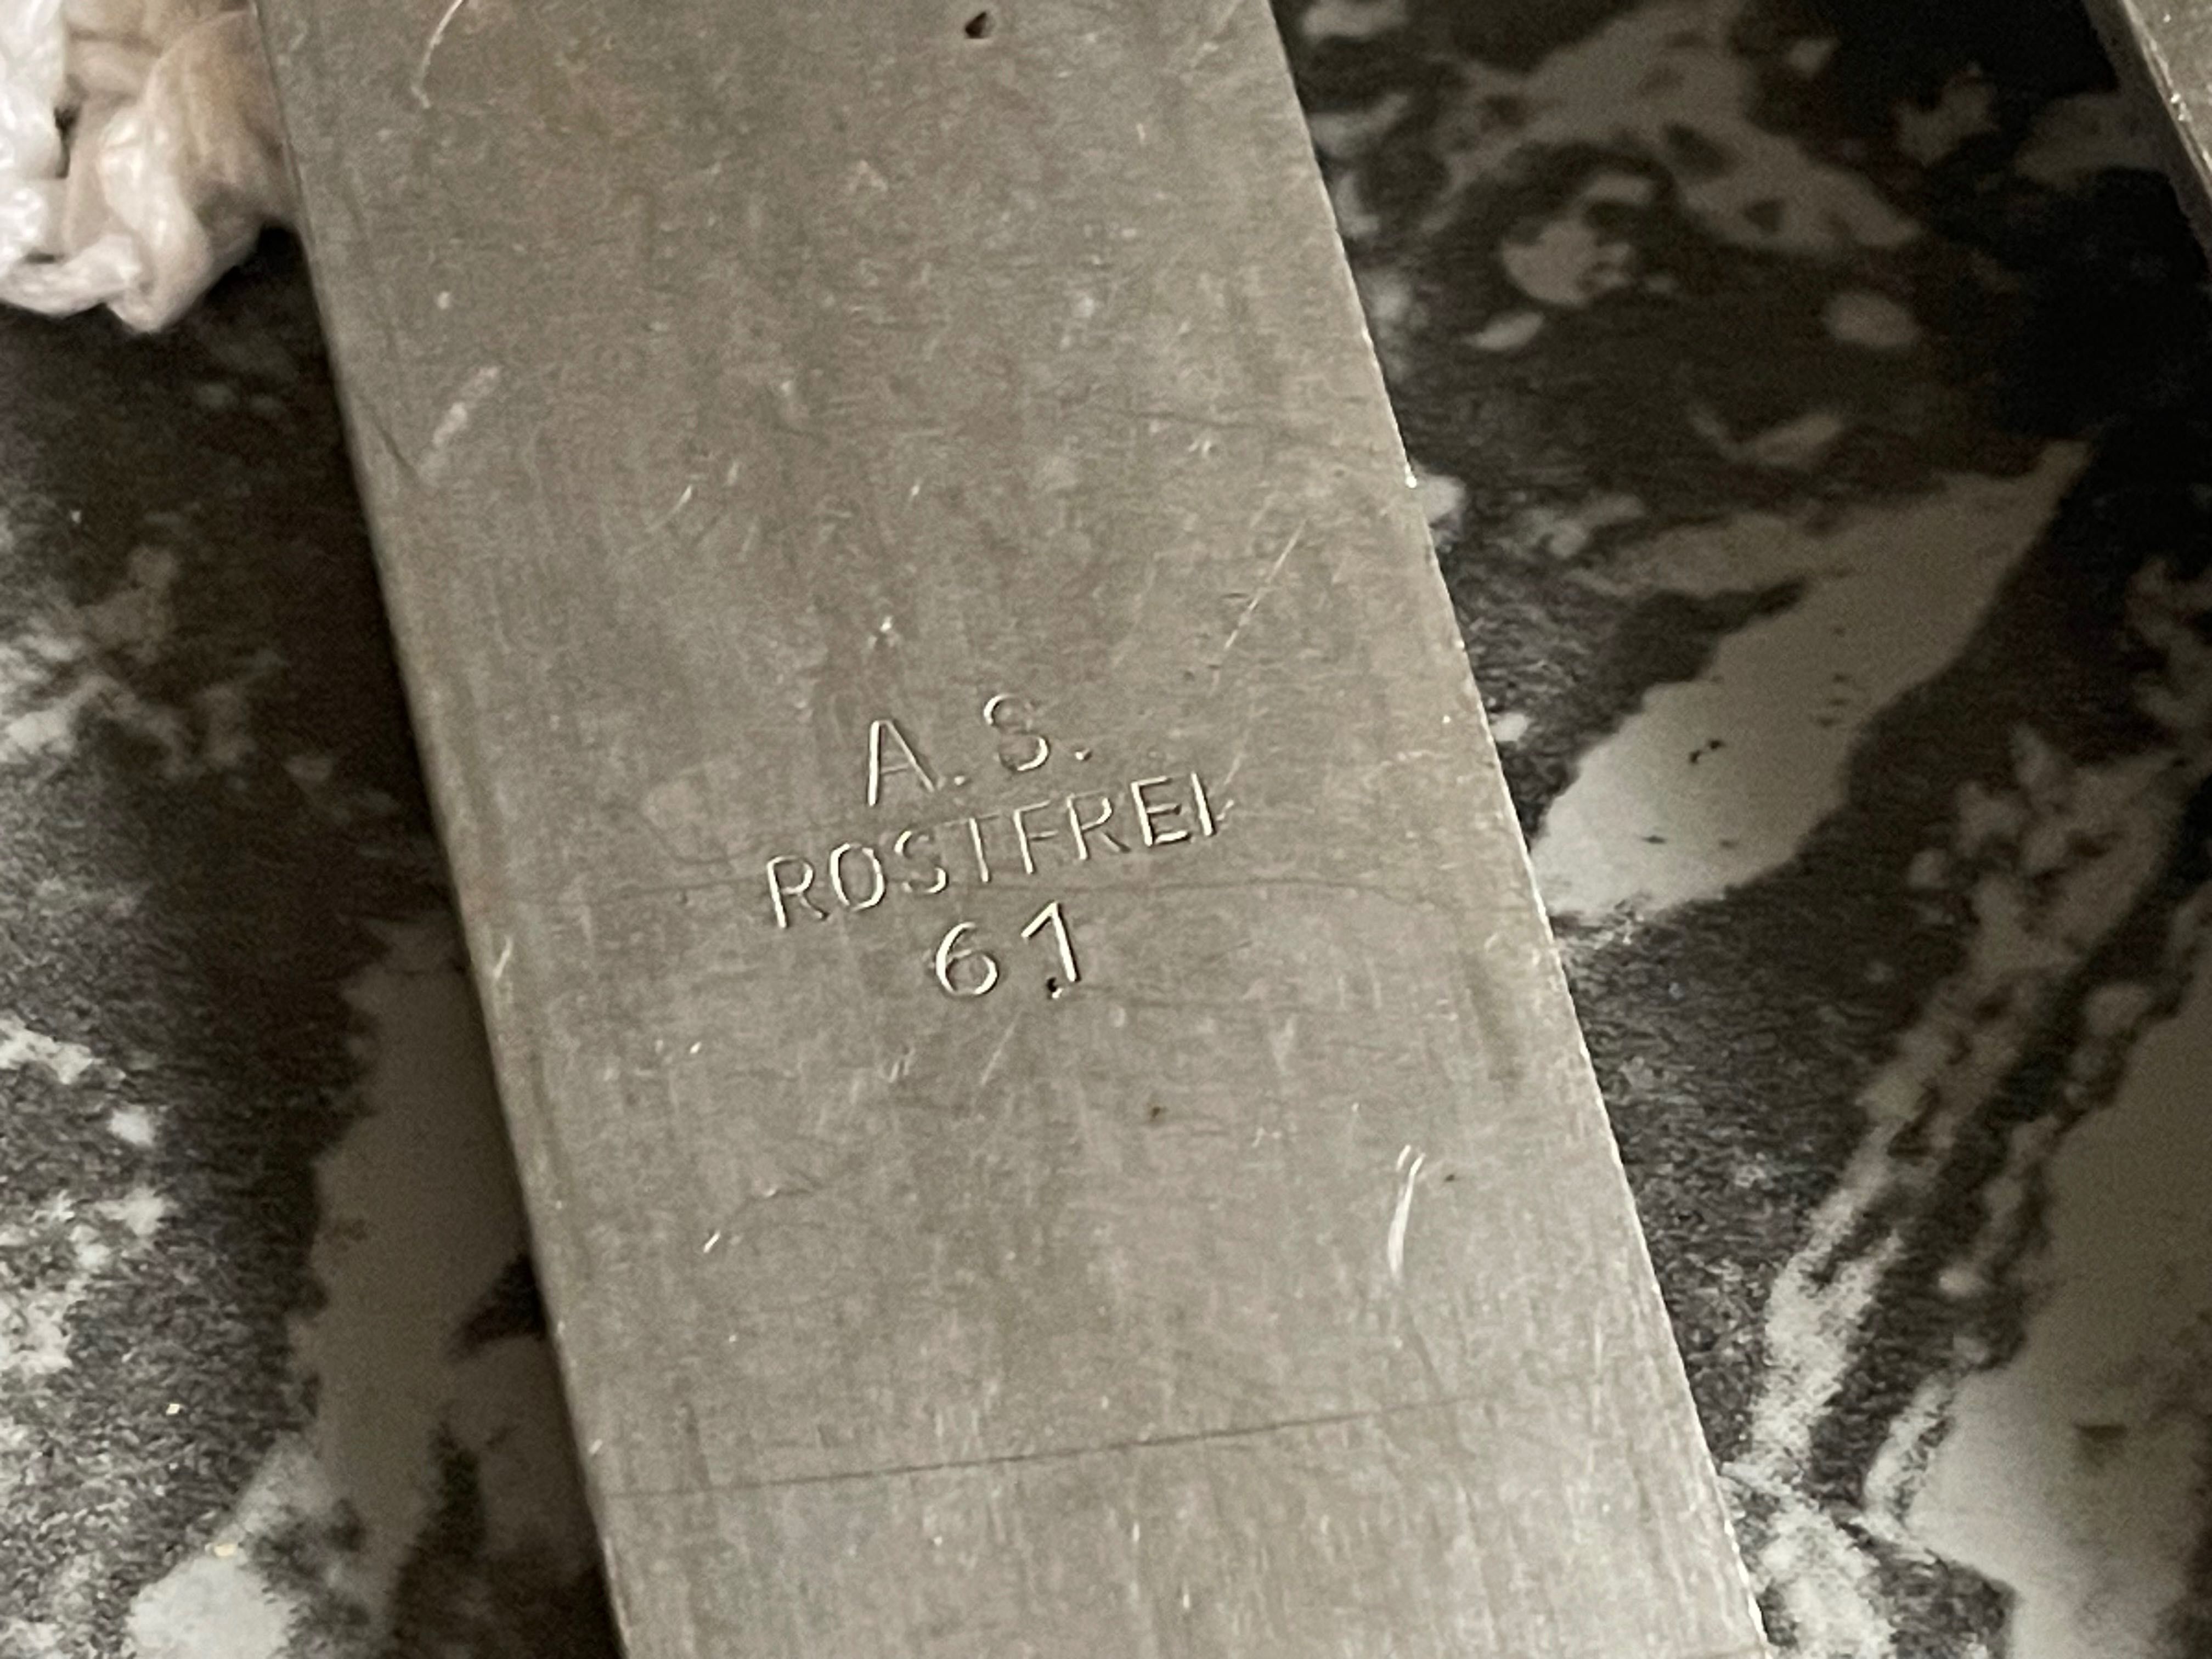 A. S.
ROSTFREI
61